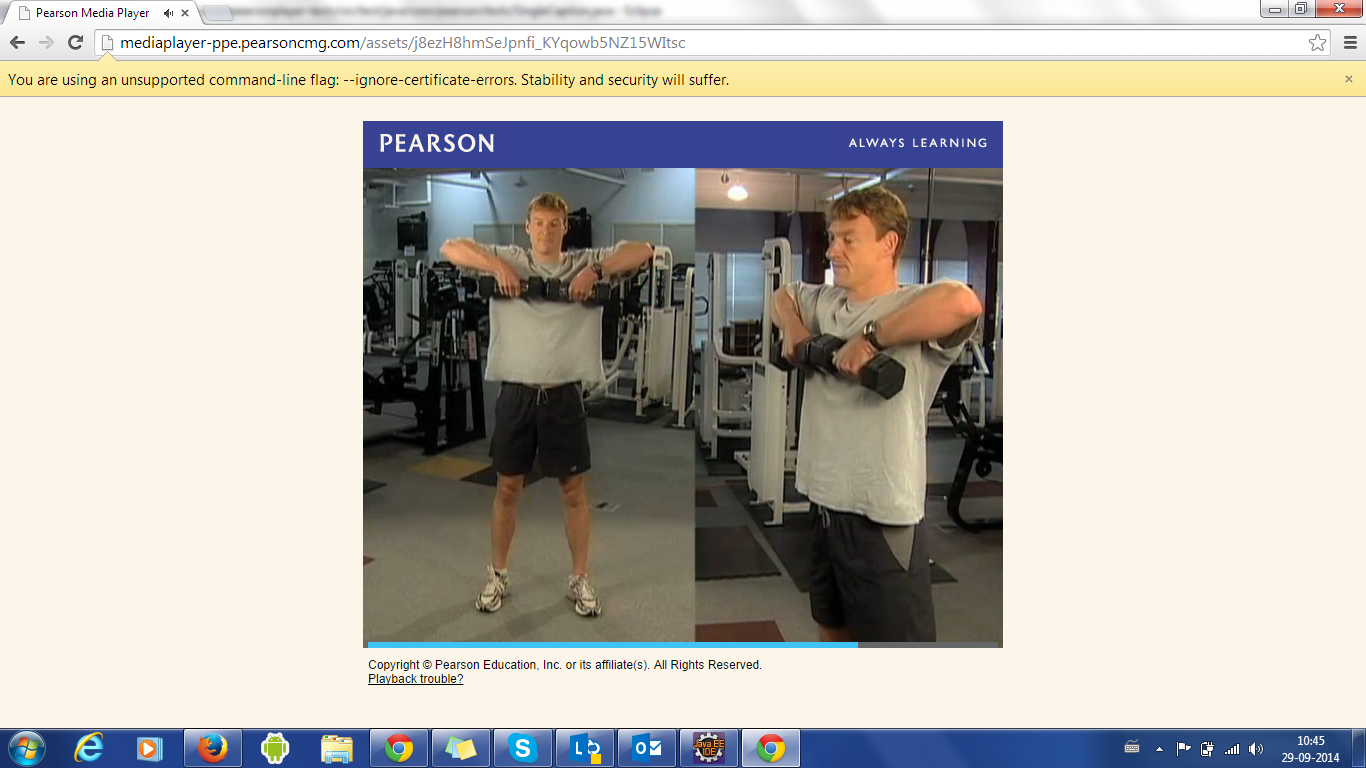 Pearson Media Player
mediaplayer-ppe.pearsoncmg.com/assets/j8ezH8hmSeJpnfi_KYqowb5NZ15WItsc
You are using an unsupported command-line flag: --ignore-certificate-errors. Stability and security will suffer.
PEARSON
ALWAYS LEARNING
Copyright © Pearson Education, Inc. or its affiliate(s). All Rights Reserved.
Playback trouble?
Java EE
IDE
10:45
29-09-2014